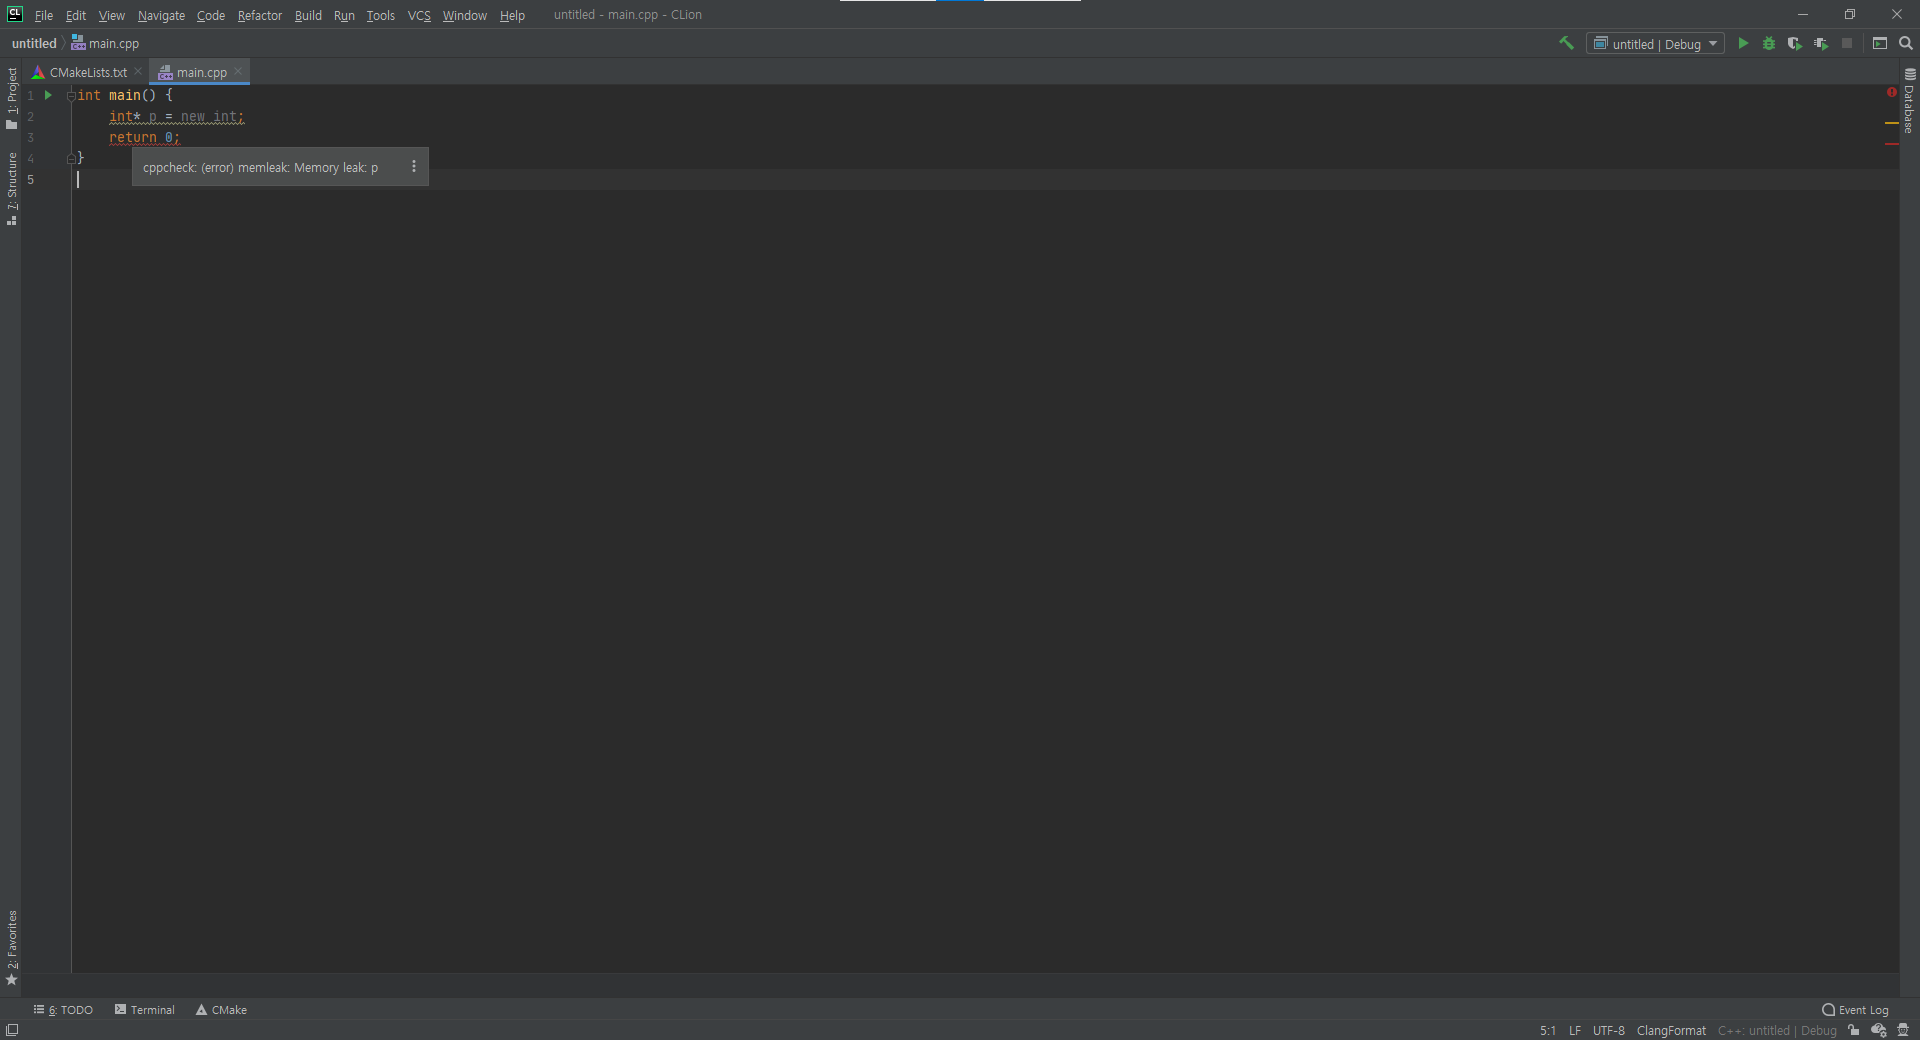 CL File Edit View Navigate Code Refactor Build Run Tools VCS Window Help untitled - main.cpp - CLion
untitled main.cpp untitled | Debug
CMakeLists.txt main.cpp
1 int main() {
2 int* p = new int;
3 return 0;
4 }
cppcheck: (error) memleak: Memory leak: p
5
1: Project
7: Structure
2: Favorites
Database
6: TODO Terminal CMake Event Log
5:1 LF UTF-8 ClangFormat C++: untitled | Debug